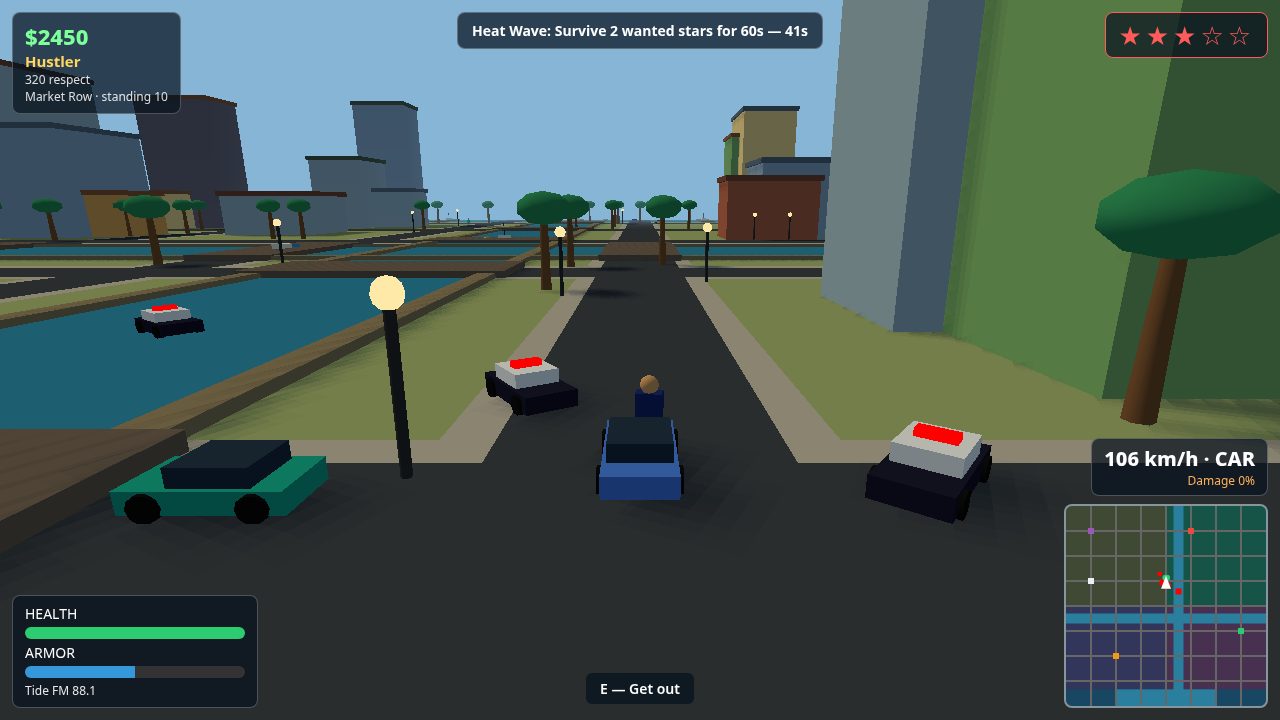 $2450
Hustler
320 respect
Market Row · standing 10
Heat Wave: Survive 2 wanted stars for 60s — 41s
★ ★ ★ ☆ ☆
106 km/h · CAR
Damage 0%
HEALTH
ARMOR
Tide FM 88.1
E — Get out